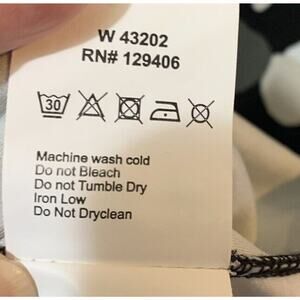 W 43202
RN# 129406
30
Machine wash cold
Do not Bleach
Do not Tumble Dry
Iron Low
Do Not Dryclean